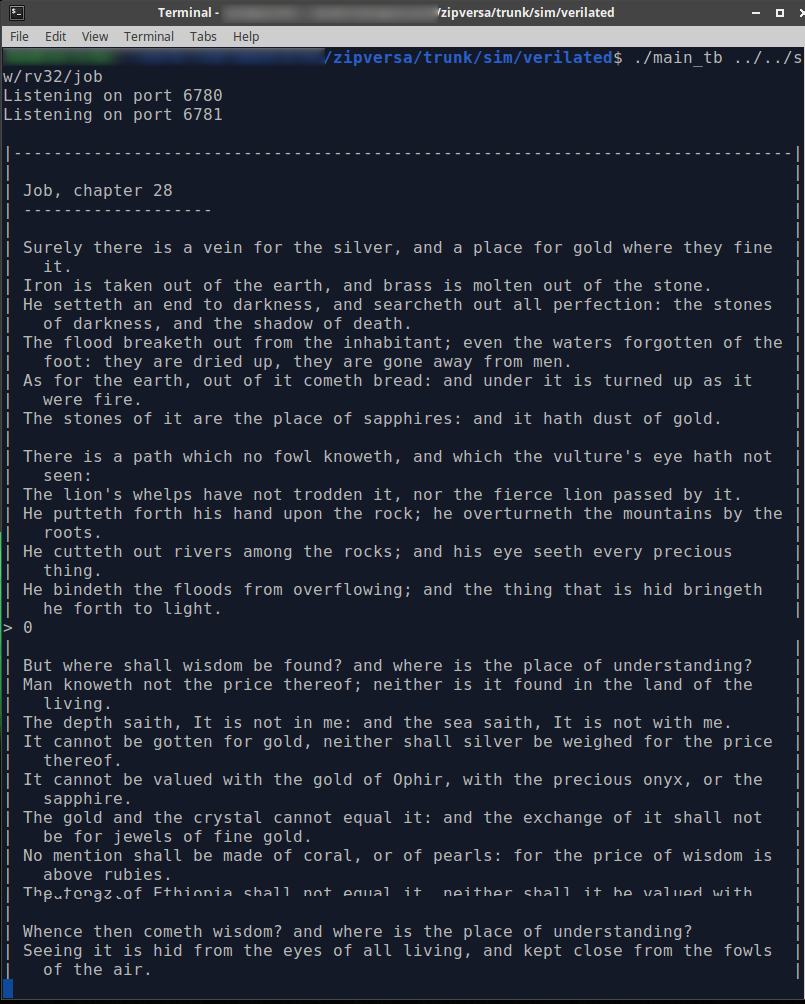 Terminal - /zipversa/trunk/sim/verilated
File Edit View Terminal Tabs Help
/zipversa/trunk/sim/verilated$ ./main_tb ../../s
w/rv32/job
Listening on port 6780
Listening on port 6781
|------------------------------------------------------------------------------|
| |
| Job, chapter 28 |
| ------------------- |
| |
| Surely there is a vein for the silver, and a place for gold where they fine |
| it. |
| Iron is taken out of the earth, and brass is molten out of the stone. |
| He setteth an end to darkness, and searcheth out all perfection: the stones |
| of darkness, and the shadow of death. |
| The flood breaketh out from the inhabitant; even the waters forgotten of the |
| foot: they are dried up, they are gone away from men. |
| As for the earth, out of it cometh bread: and under it is turned up as it |
| were fire. |
| The stones of it are the place of sapphires: and it hath dust of gold. |
| |
| There is a path which no fowl knoweth, and which the vulture's eye hath not |
| seen: |
| The lion's whelps have not trodden it, nor the fierce lion passed by it. |
| He putteth forth his hand upon the rock; he overturneth the mountains by the |
| roots. |
| He cutteth out rivers among the rocks; and his eye seeth every precious |
| thing. |
| He bindeth the floods from overflowing; and the thing that is hid bringeth |
| he forth to light. |
> 0
| |
| But where shall wisdom be found? and where is the place of understanding? |
| Man knoweth not the price thereof; neither is it found in the land of the |
| living. |
| The depth saith, It is not in me: and the sea saith, It is not with me. |
| It cannot be gotten for gold, neither shall silver be weighed for the price |
| thereof. |
| It cannot be valued with the gold of Ophir, with the precious onyx, or the |
| sapphire. |
| The gold and the crystal cannot equal it: and the exchange of it shall not |
| be for jewels of fine gold. |
| No mention shall be made of coral, or of pearls: for the price of wisdom is |
| above rubies. |
| The topaz of Ethiopia shall not equal it, neither shall it be valued with |
| |
| Whence then cometh wisdom? and where is the place of understanding? |
| Seeing it is hid from the eyes of all living, and kept close from the fowls |
| of the air. |